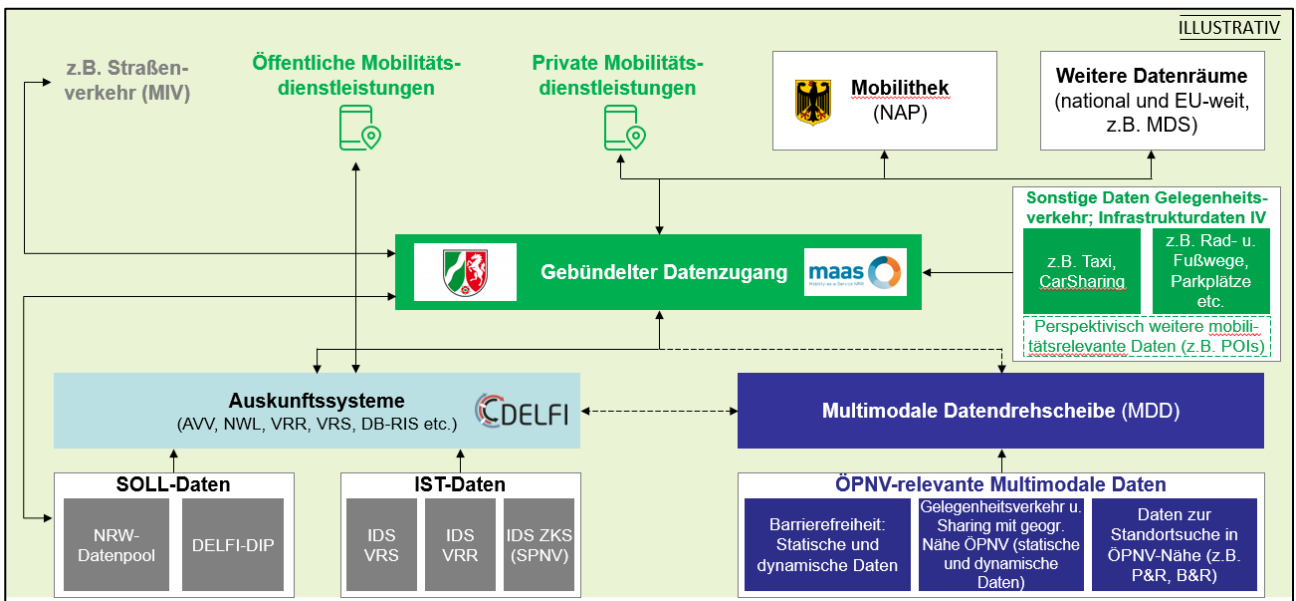 ILLUSTRATIV
z.B. Straßen-
verkehr (MIV)
Öffentliche Mobilitäts-
dienstleistungen
Private Mobilitäts-
dienstleistungen
Mobilithek
(NAP)
Weitere Datenräume
(national und EU-weit,
z.B. MDS)
Sonstige Daten Gelegenheits-
verkehr; Infrastrukturdaten IV
z.B. Taxi,
CarSharing
z.B. Rad- u.
Fußwege,
Parkplätze
etc.
Perspektivisch weitere mobili-
tätsrelevante Daten (z.B. POIs)
Gebündelter Datenzugang
maas
Mobility-as-a-Service NRW
Auskunftssysteme
(AVV, NWL, VRR, VRS, DB-RIS etc.)
DELFI
Multimodale Datendrehscheibe (MDD)
SOLL-Daten
NRW-
Datenpool
DELFI-DIP
IST-Daten
IDS
VRS
IDS
VRR
IDS ZKS
(SPNV)
ÖPNV-relevante Multimodale Daten
Barrierefreiheit:
Statische und
dynamische Daten
Gelegenheitsverkehr u.
Sharing mit geogr.
Nähe ÖPNV (statische
und dynamische
Daten)
Daten zur
Standortsuche in
ÖPNV-Nähe (z.B.
P&R, B&R)